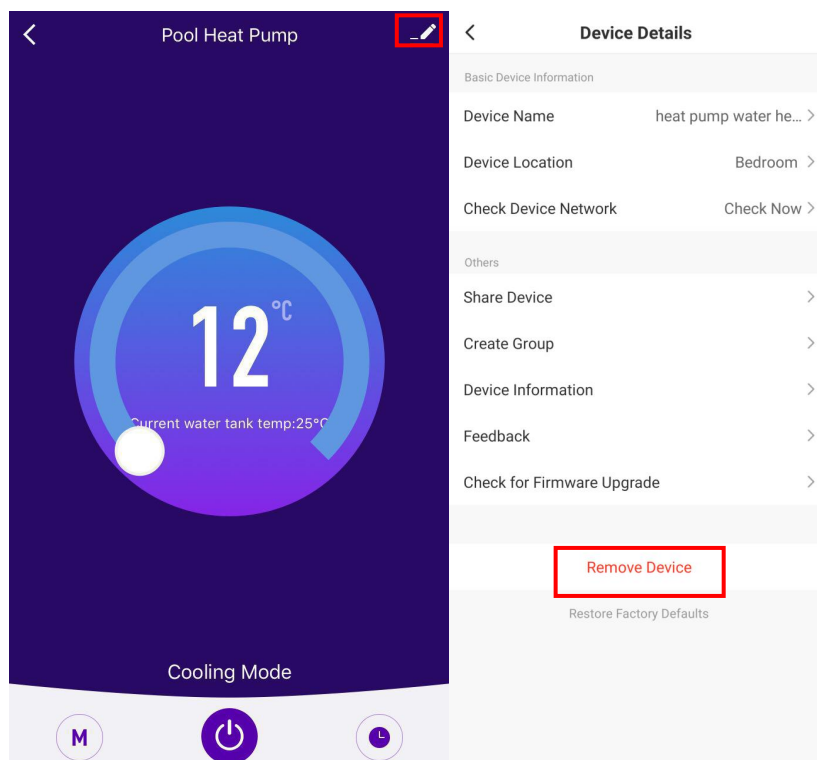 Pool Heat Pump
12°C
Current water tank temp:25°C
Cooling Mode
M
Device Details
Basic Device Information
Device Name heat pump water he...
Device Location Bedroom
Check Device Network Check Now
Others
Share Device
Create Group
Device Information
Feedback
Check for Firmware Upgrade
Remove Device
Restore Factory Defaults